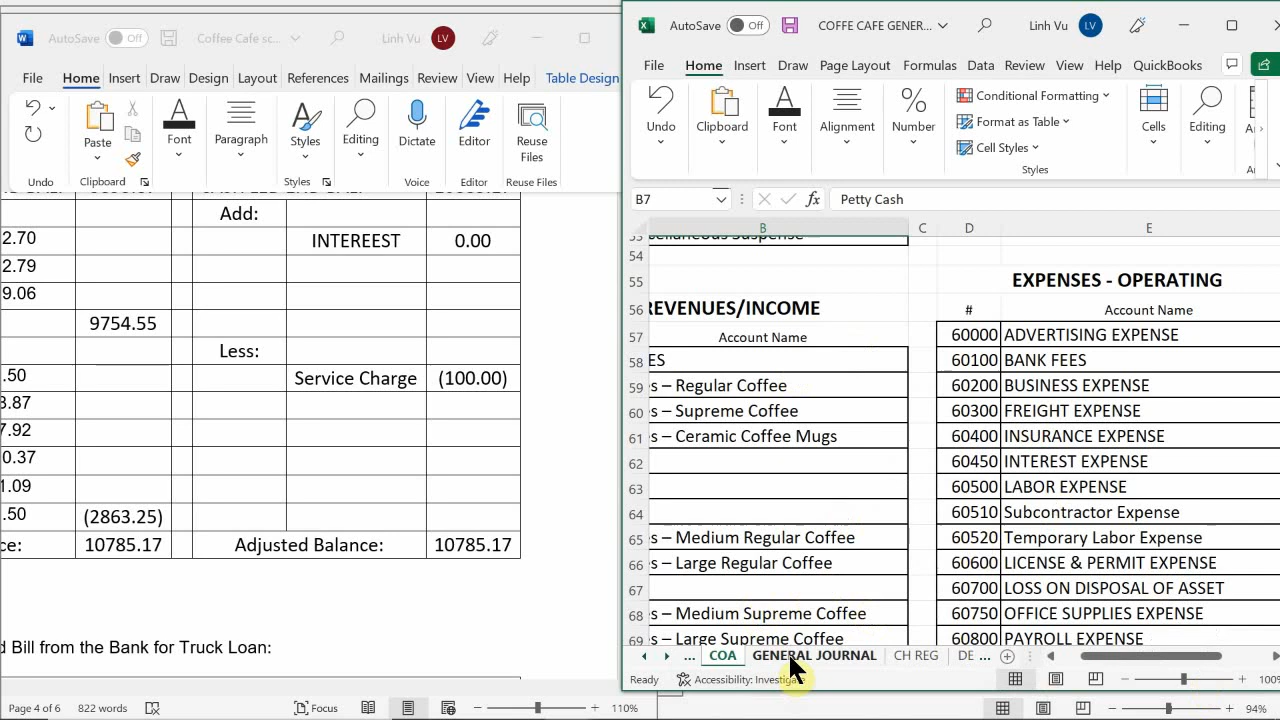 AutoSave Off Coffee Cafe sc... Linh Vu LV
File Home Insert Draw Design Layout References Mailings Review View Help Table Design
Undo Paste Clipboard Font Paragraph Styles Editing Dictate Editor Reuse Files
Undo Clipboard Styles Voice Editor Reuse Files
Add:
2.70 INTEREEST 0.00
2.79
9.06
9754.55
Less:
.50 Service Charge (100.00)
3.87
7.92
0.37
1.09
.50 (2863.25)
ce: 10785.17 Adjusted Balance: 10785.17
d Bill from the Bank for Truck Loan:
Page 4 of 6 822 words Focus 110%
AutoSave Off COFFE CAFE GENER... Linh Vu LV
File Home Insert Draw Page Layout Formulas Data Review View Help QuickBooks
Undo Clipboard Font Alignment Number Conditional Formatting Format as Table Cell Styles Cells Editing
Styles
B7 fx Petty Cash
B C D E
53
54
55 EXPENSES - OPERATING
56 REVENUES/INCOME # Account Name
57 Account Name 60000 ADVERTISING EXPENSE
58 ES 60100 BANK FEES
59 s – Regular Coffee 60200 BUSINESS EXPENSE
60 s – Supreme Coffee 60300 FREIGHT EXPENSE
61 s – Ceramic Coffee Mugs 60400 INSURANCE EXPENSE
62 60450 INTEREST EXPENSE
63 60500 LABOR EXPENSE
64 60510 Subcontractor Expense
65 s – Medium Regular Coffee 60520 Temporary Labor Expense
66 s – Large Regular Coffee 60600 LICENSE & PERMIT EXPENSE
67 60700 LOSS ON DISPOSAL OF ASSET
68 s – Medium Supreme Coffee 60750 OFFICE SUPPLIES EXPENSE
69 s – Large Supreme Coffee 60800 PAYROLL EXPENSE
... COA GENERAL JOURNAL CH REG DE ...
Ready Accessibility: Investigate 100%
94%